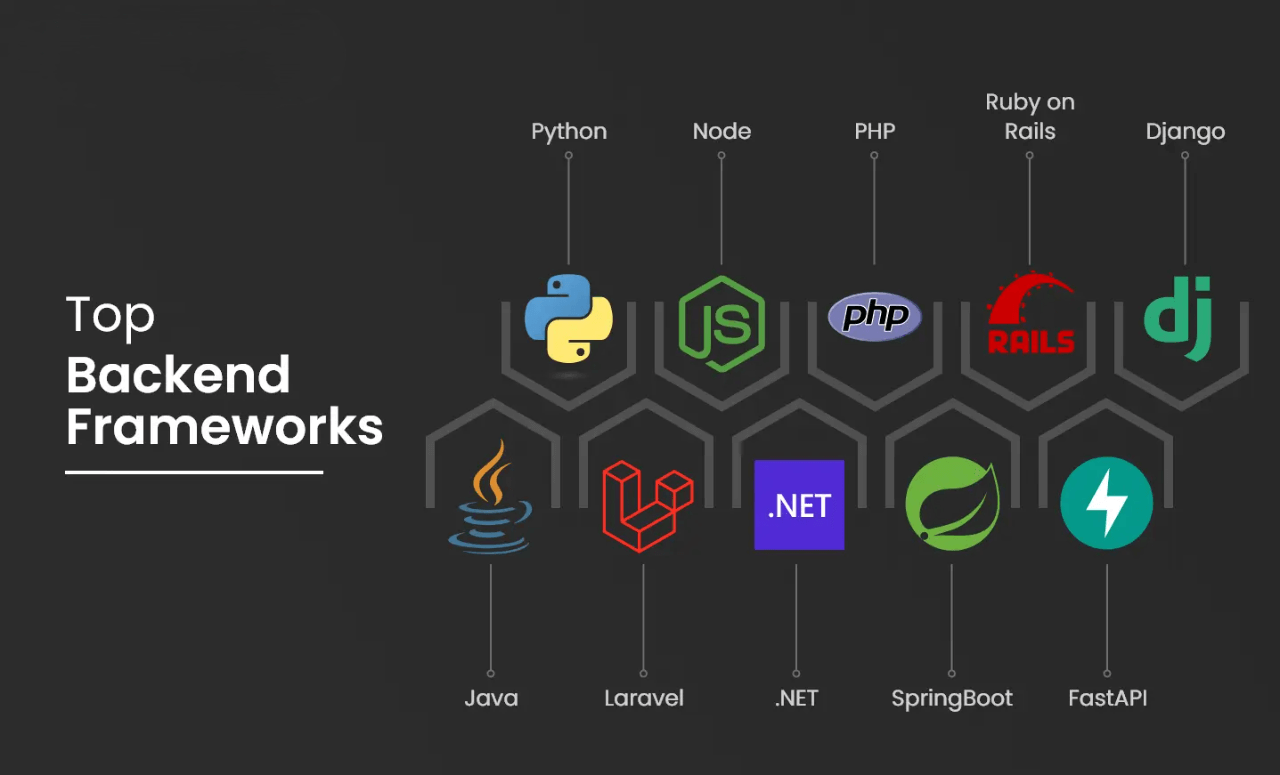 Top
Backend
Frameworks
Python
Node
PHP
Ruby on
Rails
Django
JS
php
RAILS
dj
.NET
Java
Laravel
.NET
SpringBoot
FastAPI